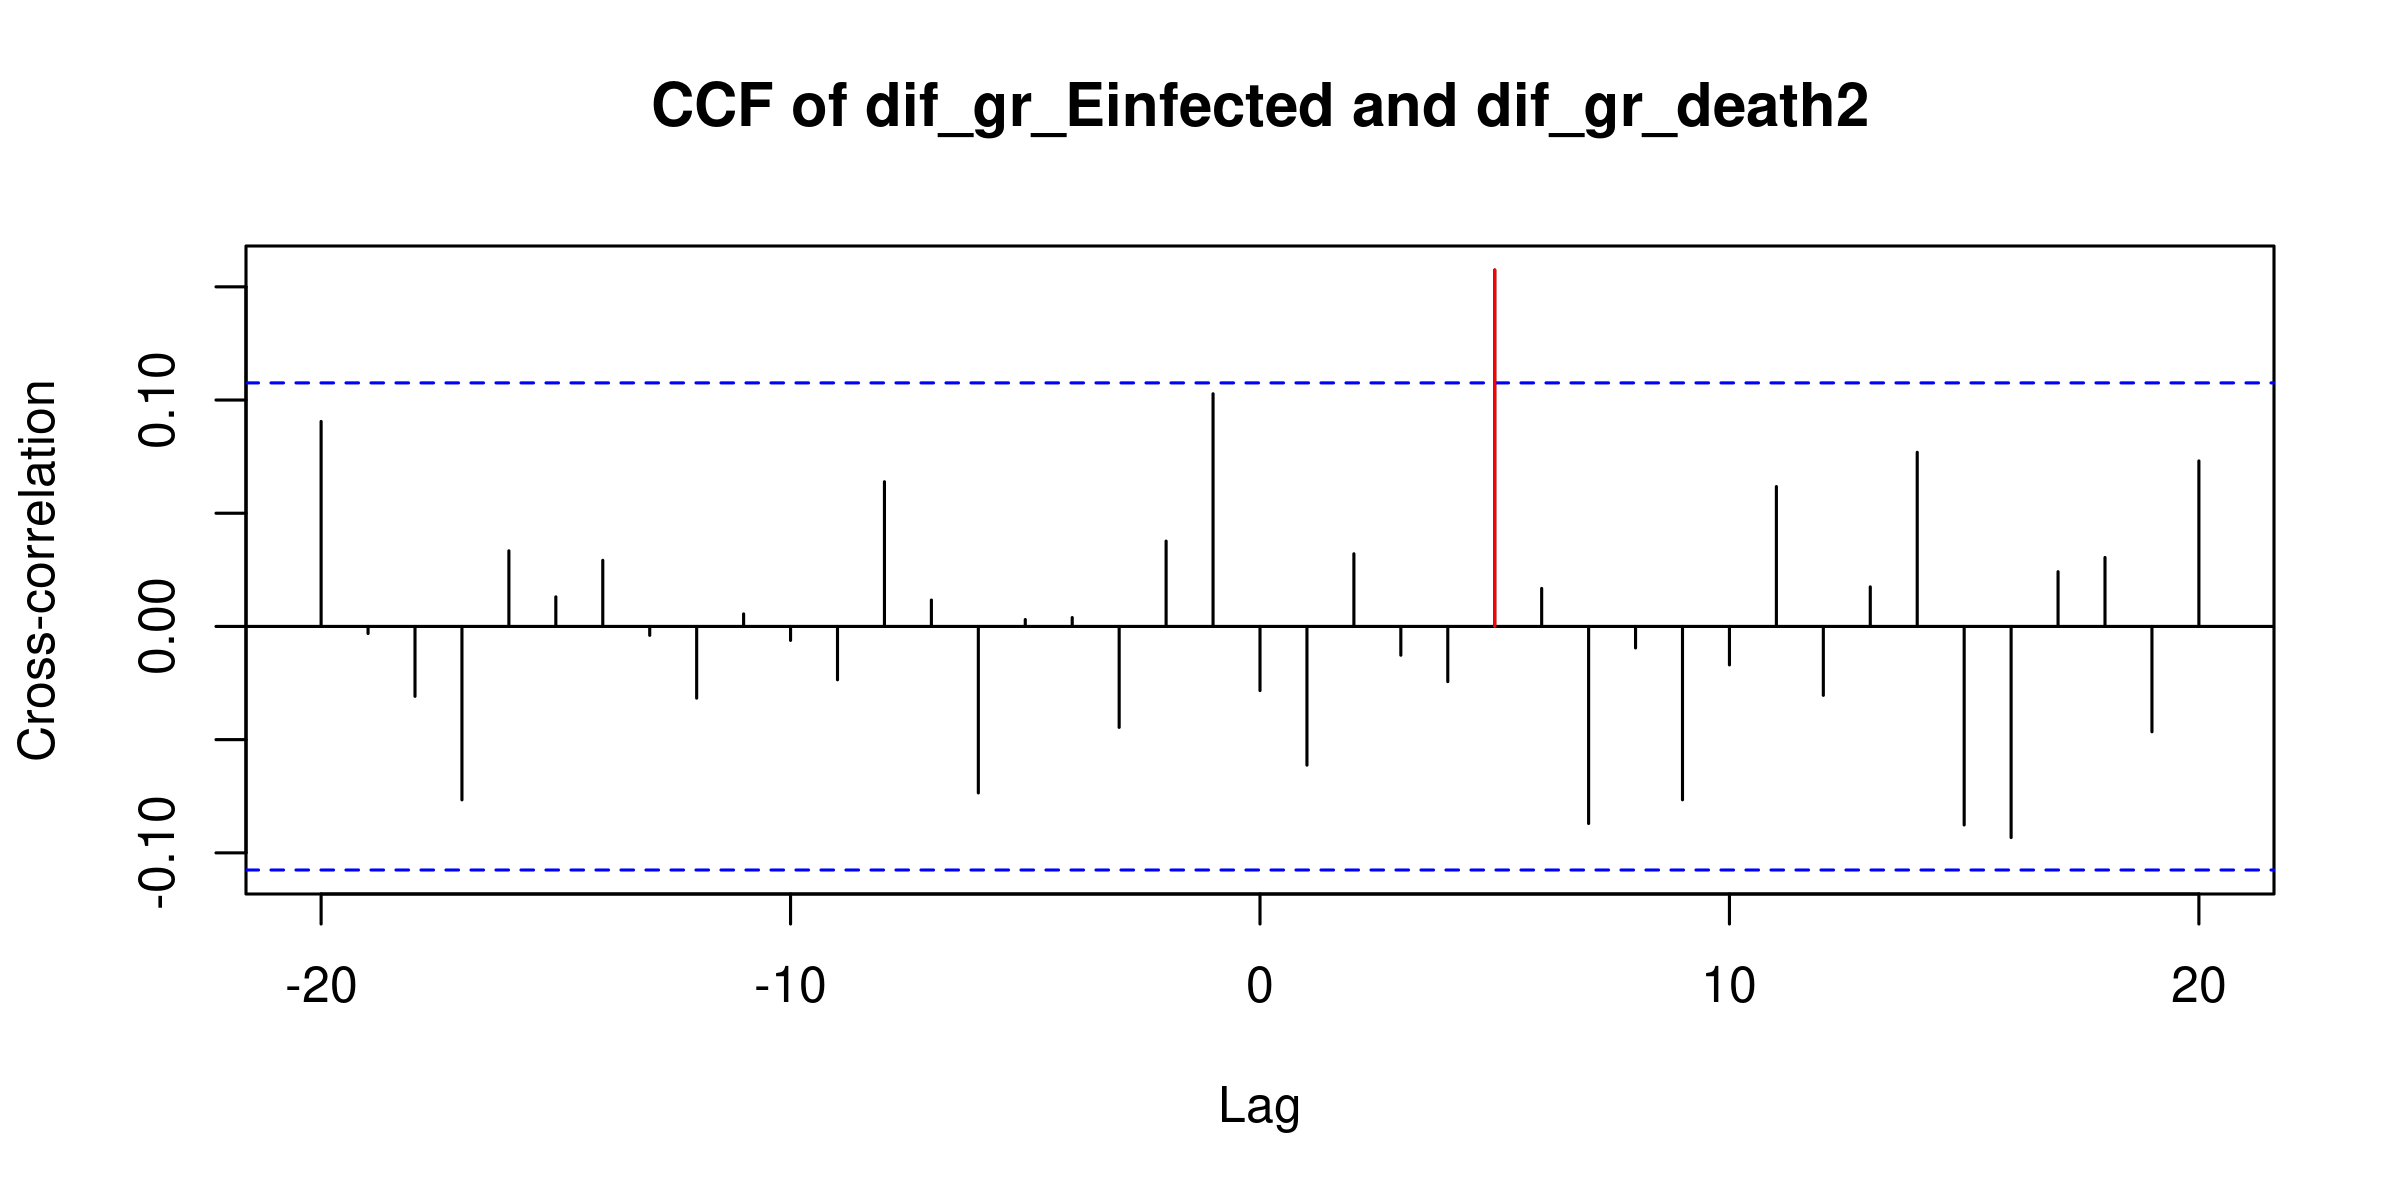 CCF of dif_gr_Einfected and dif_gr_death2
Cross-correlation
0.10
0.00
-0.10
-20
-10
0
10
20
Lag